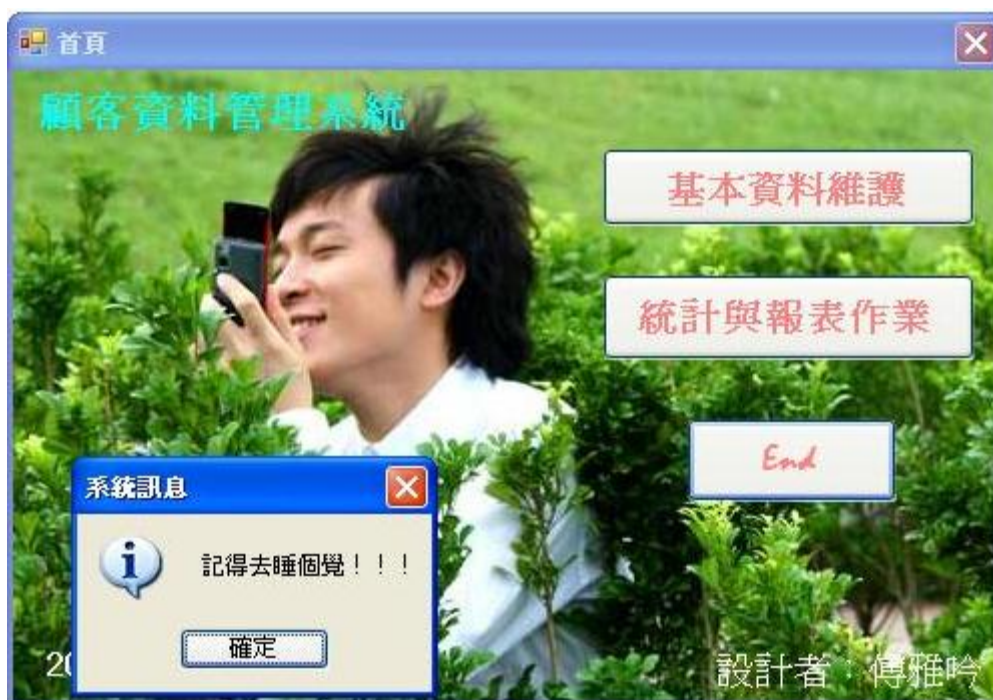 首頁
顧客資料管理系統
基本資料維護
統計與報表作業
End
系統訊息
記得去睡個覺！！！
確定
20
設計者：傅雅吟